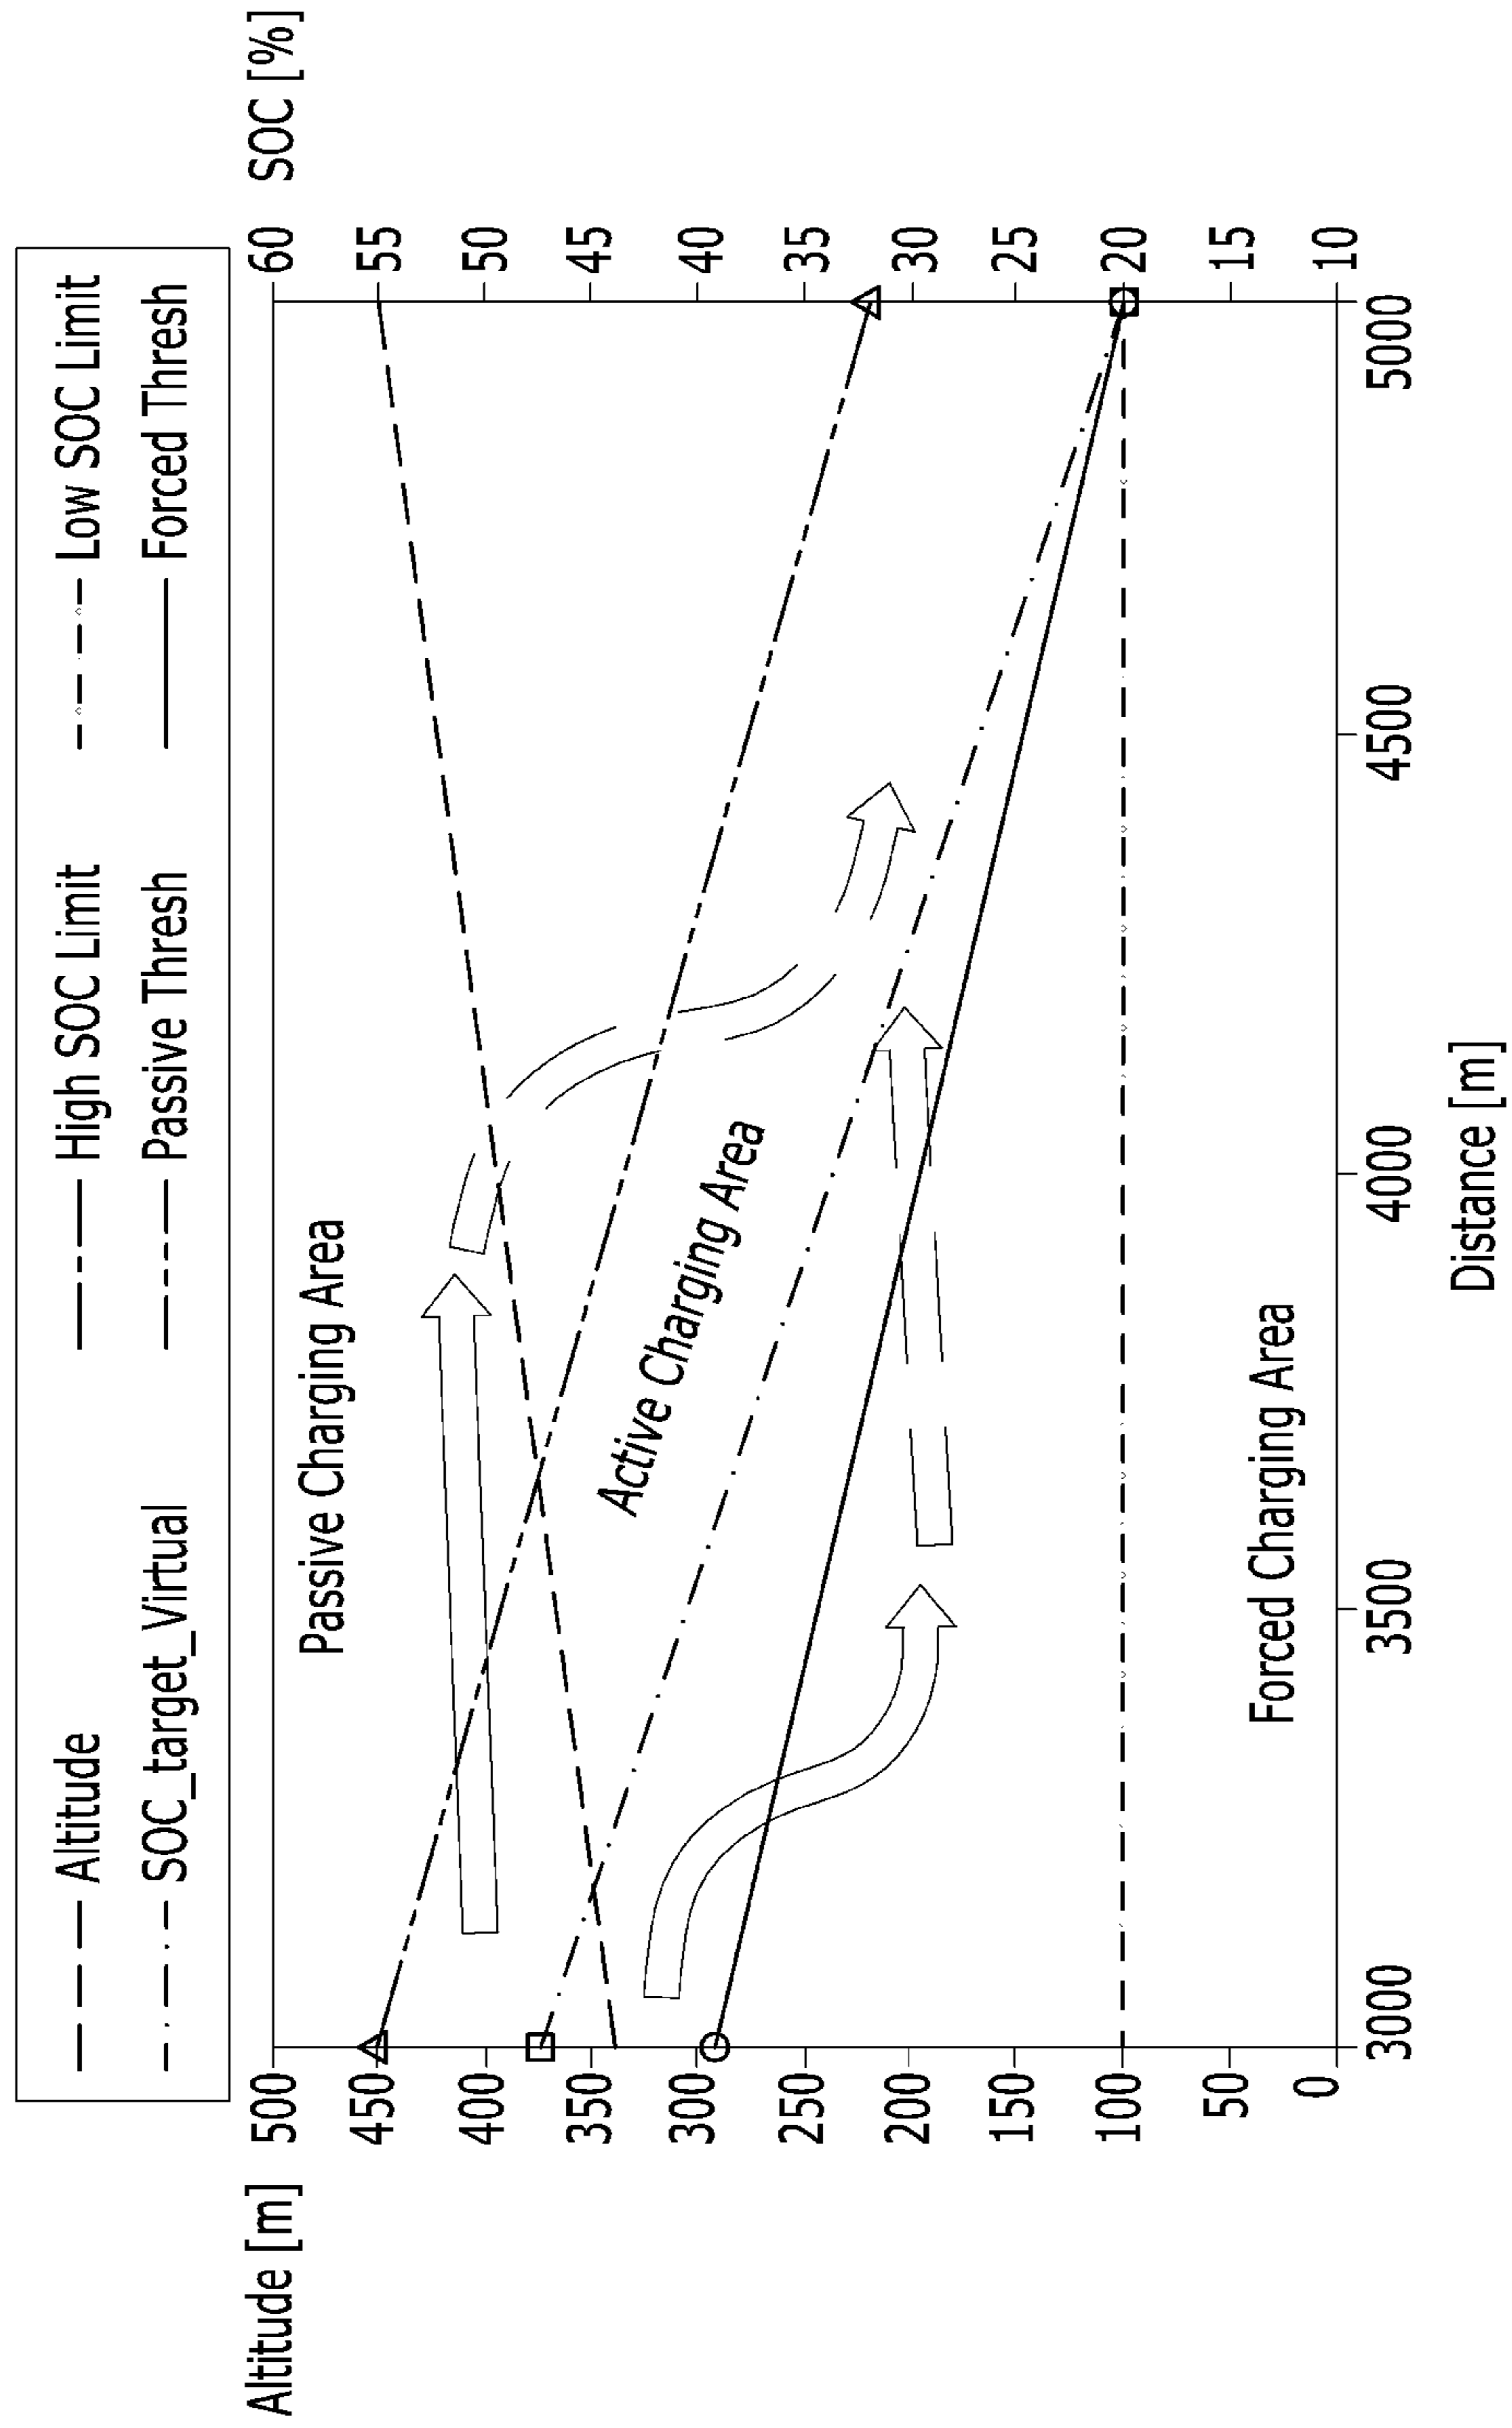 Altitude
High SOC Limit
Low SOC Limit
SOC_target_Virtual
Passive Thresh
Forced Thresh
Altitude [m]
SOC [%]
500
450
400
350
300
250
200
150
100
50
0
60
55
50
45
40
35
30
25
20
15
10
Passive Charging Area
Active Charging Area
Forced Charging Area
3000
3500
4000
4500
5000
Distance [m]